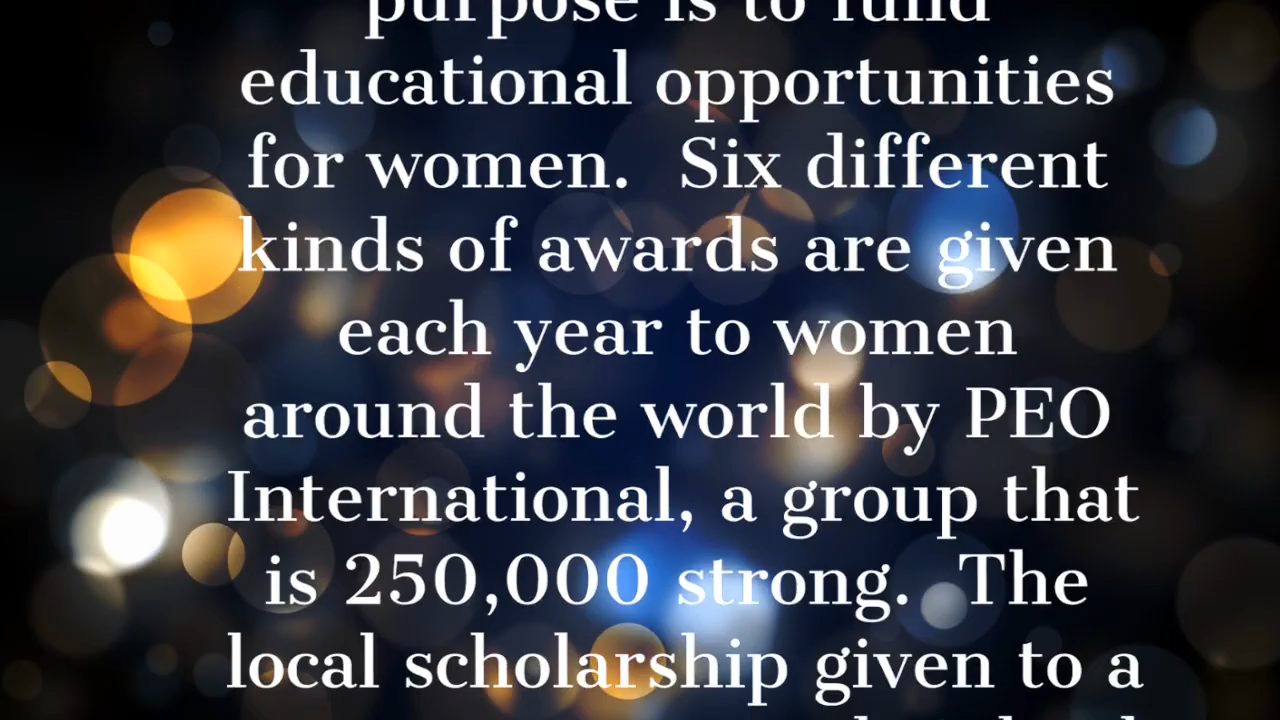 purpose is to fund
educational opportunities
for women.  Six different
kinds of awards are given
each year to women
around the world by PEO
International, a group that
is 250,000 strong.  The
local scholarship given to a